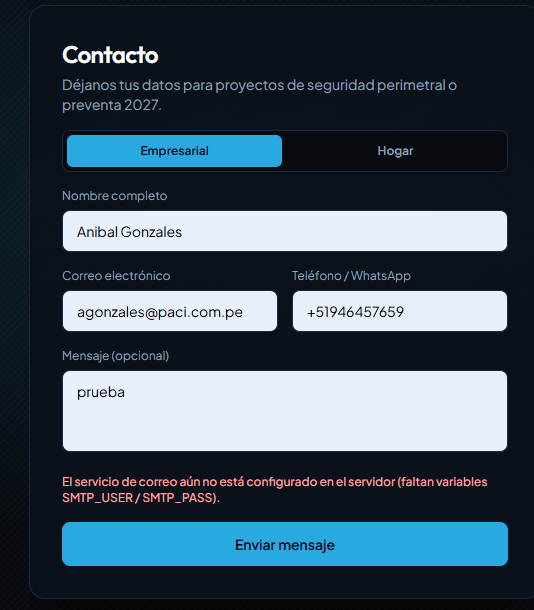 Contacto
Déjanos tus datos para proyectos de seguridad perimetral o
preventa 2027.
Empresarial
Hogar
Nombre completo
Anibal Gonzales
Correo electrónico
Teléfono / WhatsApp
agonzales@paci.com.pe
+51946457659
Mensaje (opcional)
prueba
El servicio de correo aún no está configurado en el servidor (faltan variables
SMTP_USER / SMTP_PASS).
Enviar mensaje